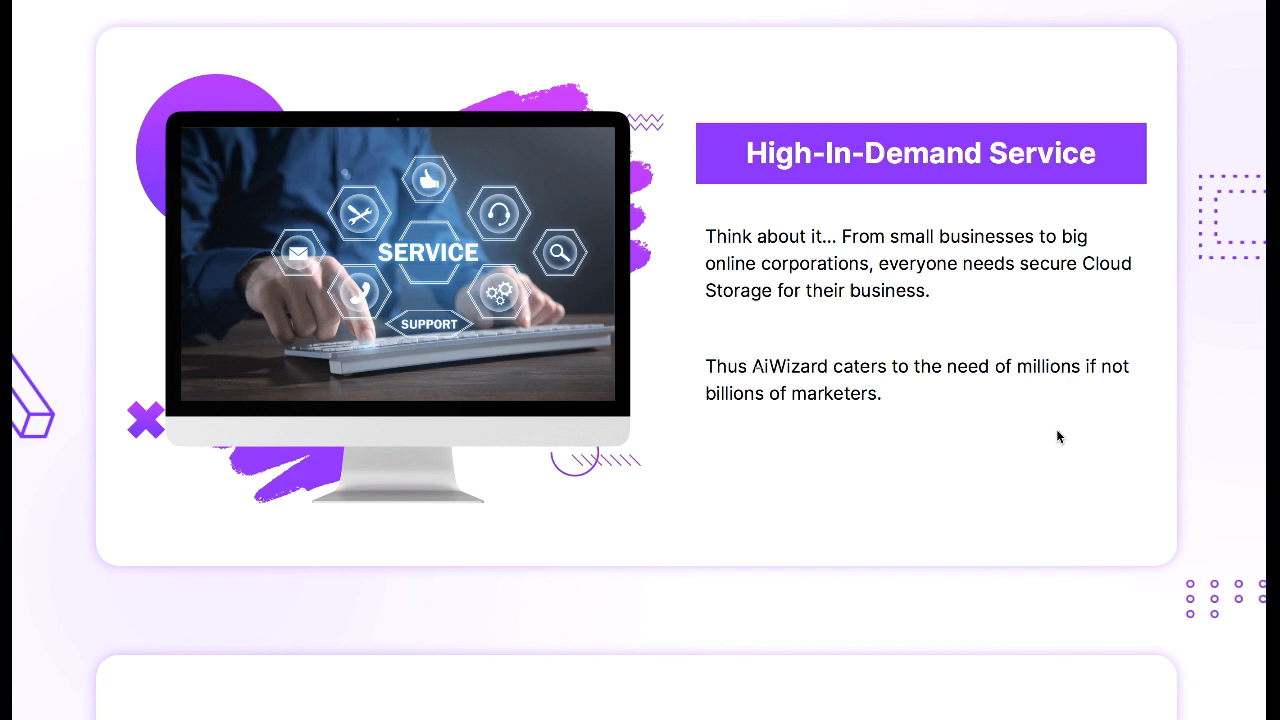 High-In-Demand Service
SERVICE
SUPPORT
Think about it... From small businesses to big
online corporations, everyone needs secure Cloud
Storage for their business.
Thus AiWizard caters to the need of millions if not
billions of marketers.